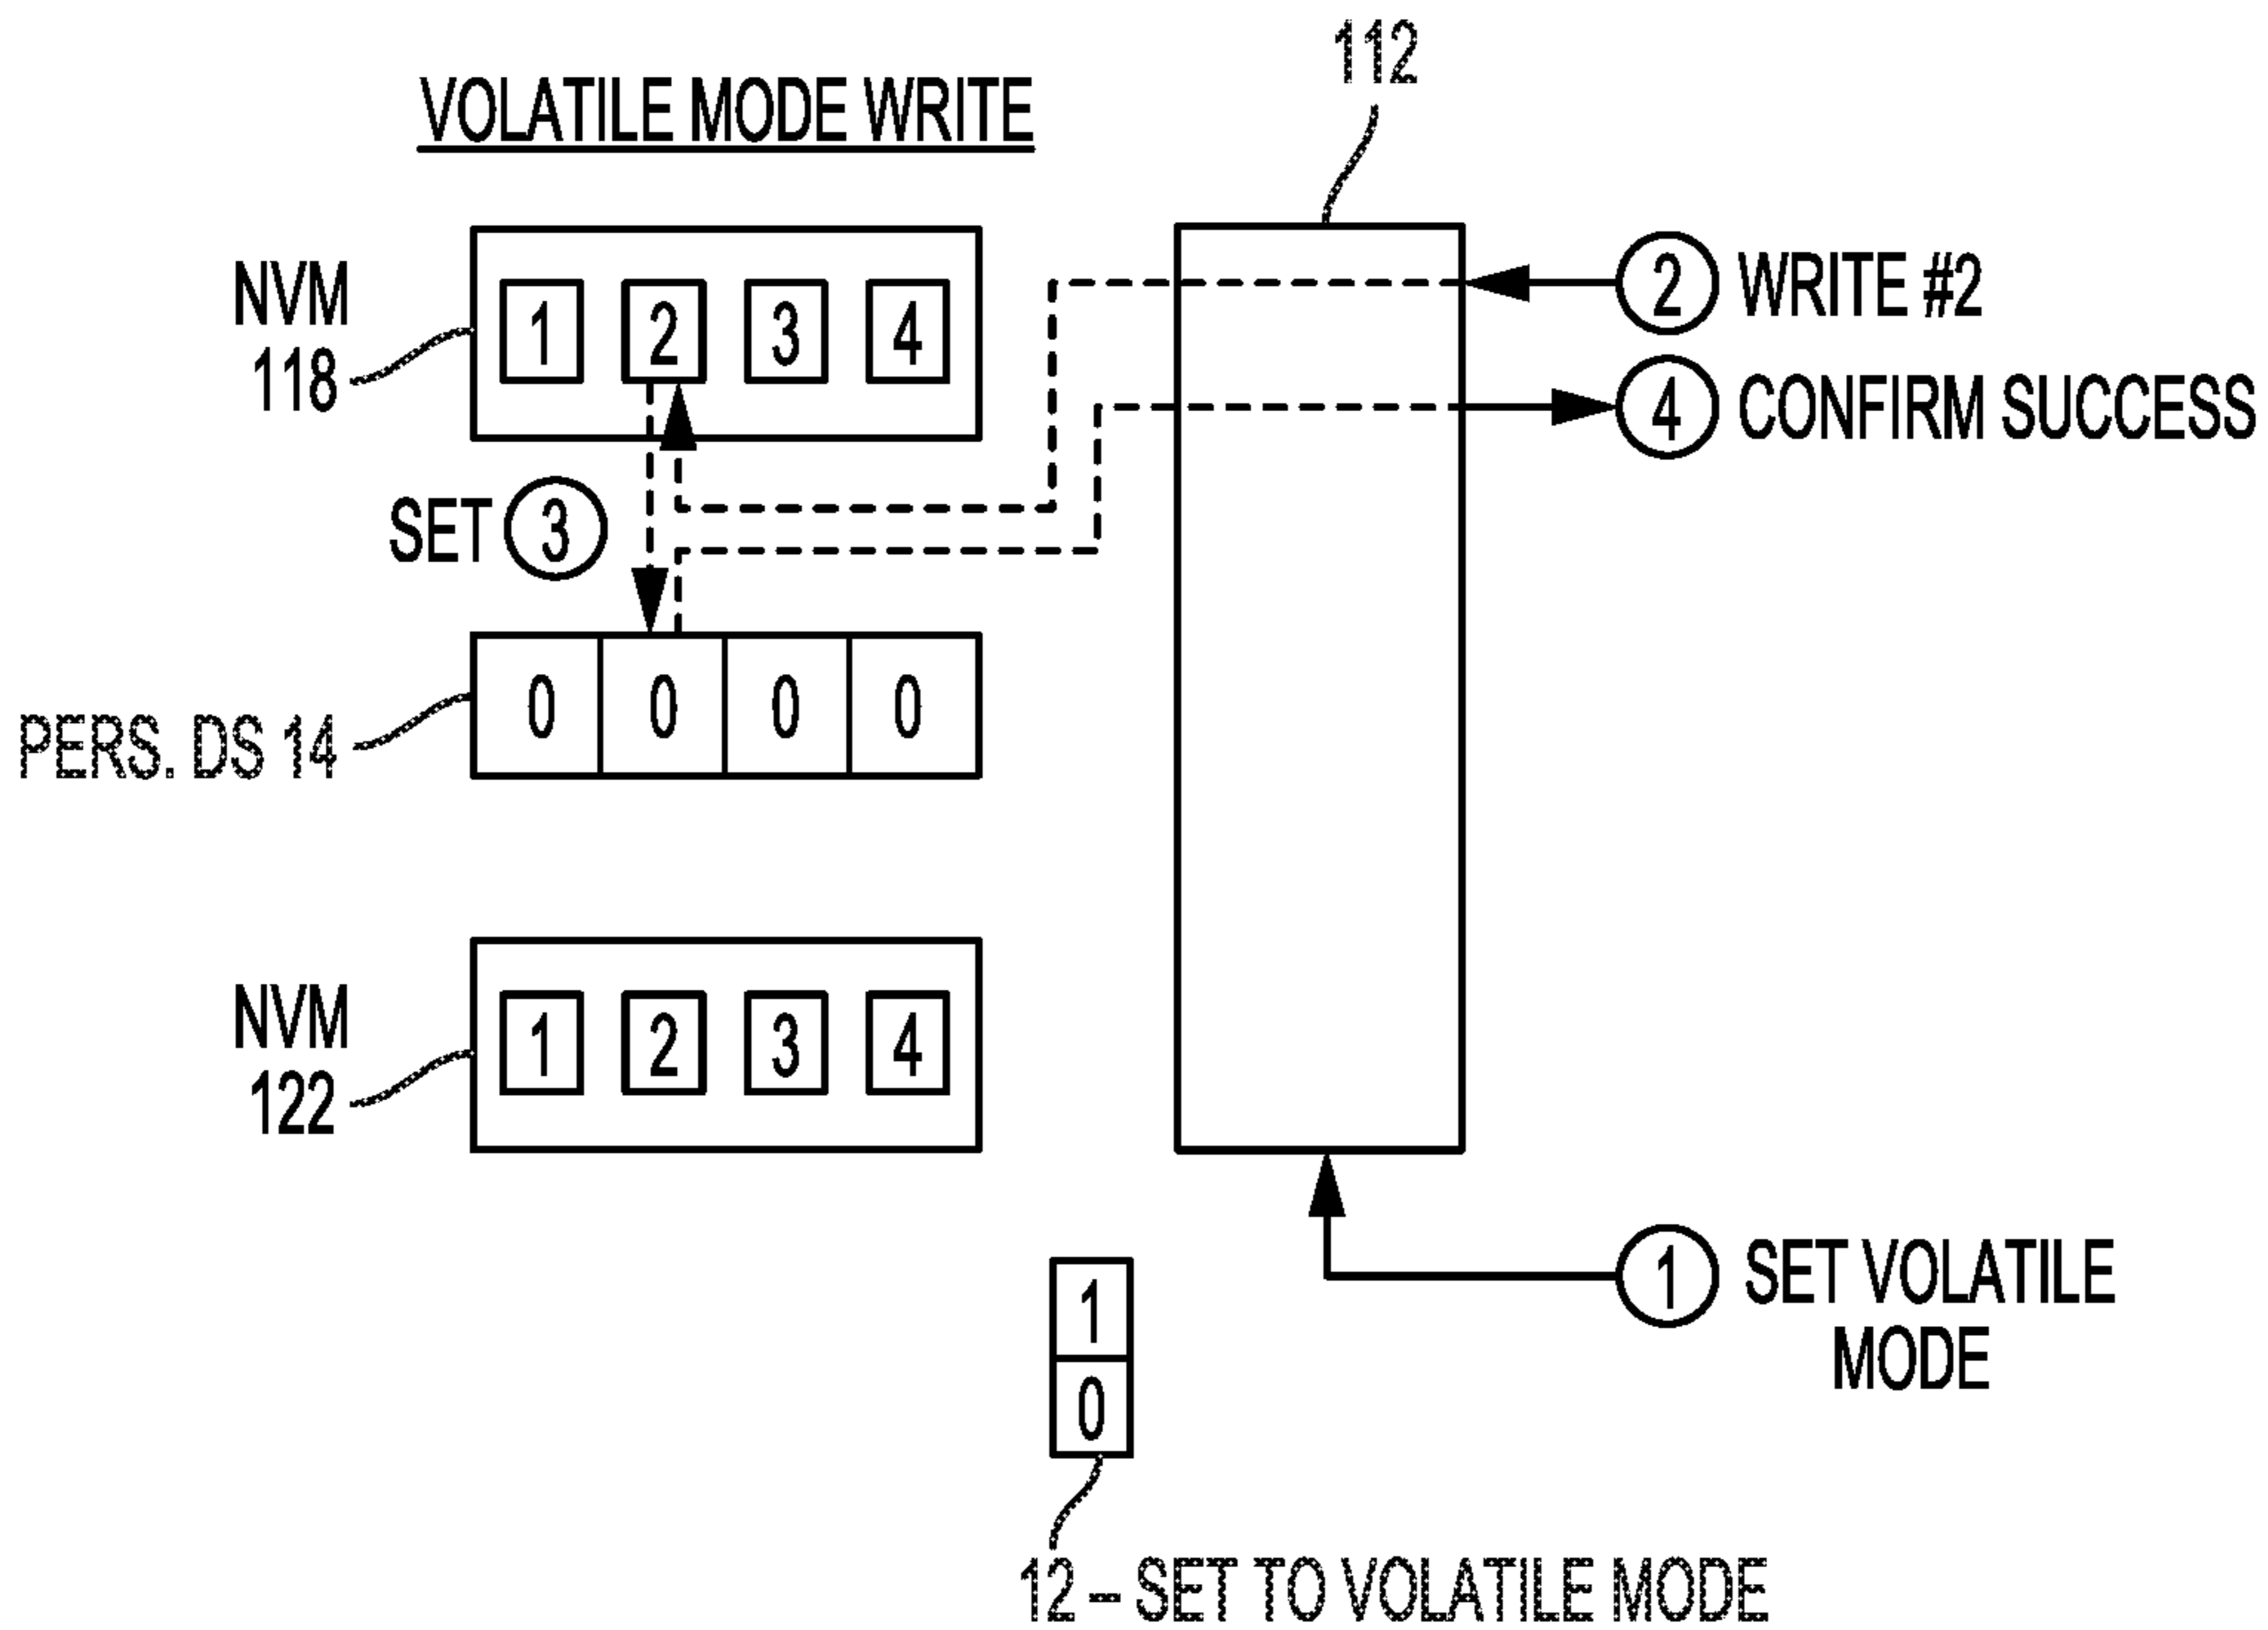 112
VOLATILE MODE WRITE
NVM
118
1 2 3 4
2 WRITE #2
4 CONFIRM SUCCESS
SET 3
PERS. DS 14
0 0 0 0
NVM
122
1 2 3 4
1 SET VOLATILE
MODE
1
0
12 – SET TO VOLATILE MODE